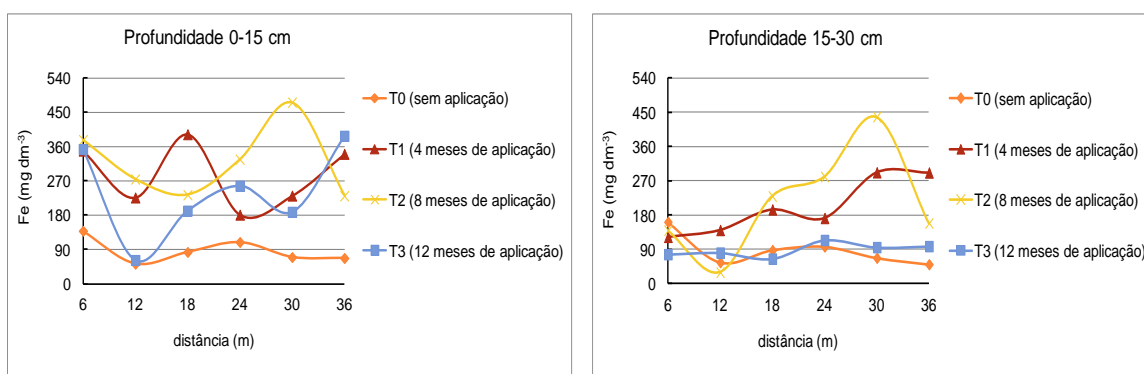 Profundidade 0-15 cm
Fe (mg dm⁻³)
540
450
360
270
180
90
0
6 12 18 24 30 36
distância (m)
T0 (sem aplicação)
T1 (4 meses de aplicação)
T2 (8 meses de aplicação)
T3 (12 meses de aplicação)
Profundidade 15-30 cm
Fe (mg dm⁻³)
540
450
360
270
180
90
0
6 12 18 24 30 36
distância (m)
T0 (sem aplicação)
T1 (4 meses de aplicação)
T2 (8 meses de aplicação)
T3 (12 meses de aplicação)